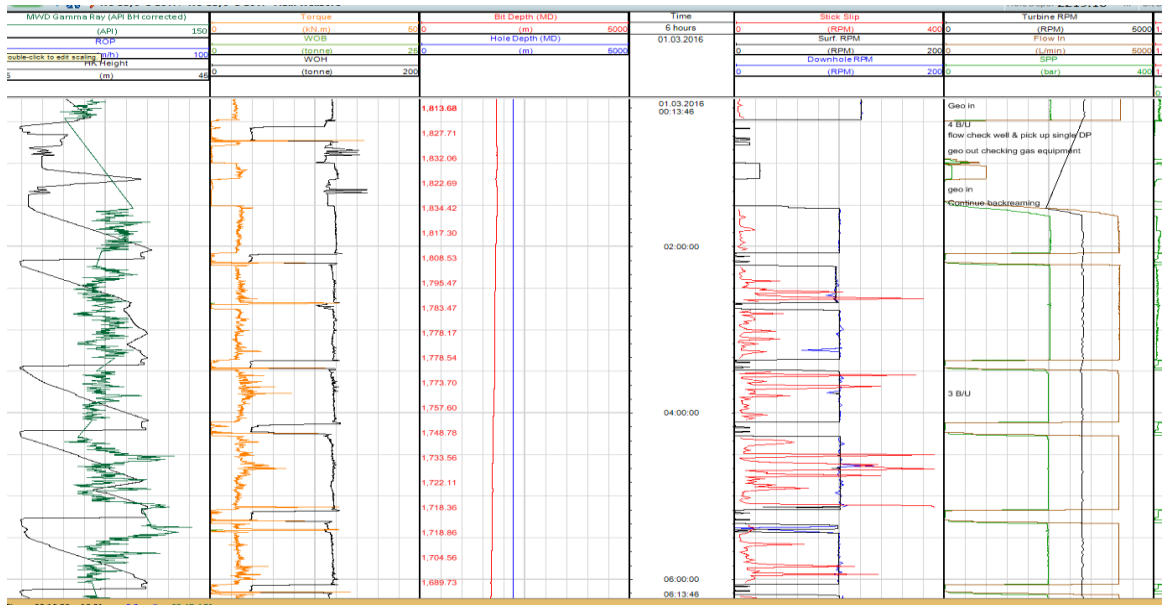 MWD Gamma Ray (API BH corrected)
(API) 150
ROP
m/h) 100
ouble-click to edit scaling
HK Height
(m) 45
Torque
0 (kN.m) 50
WOB
0 (tonne) 25
WOH
0 (tonne) 200
Bit Depth (MD)
0 (m) 5000
Hole Depth (MD)
0 (m) 5000
Time
6 hours
01.03.2016
Stick Slip
0 (RPM) 400
Surf. RPM
0 (RPM) 200
Downhole RPM
0 (RPM) 200
Turbine RPM
0 (RPM) 5000
Flow In
0 (L/min) 5000
SPP
0 (bar) 400
1,813.68
1,827.71
1,832.06
1,822.69
1,834.42
1,817.30
1,808.53
1,795.47
1,783.47
1,778.17
1,778.54
1,773.70
1,757.60
1,748.78
1,733.56
1,722.11
1,718.36
1,718.86
1,704.56
1,689.73
01.03.2016
00:13:46
02:00:00
04:00:00
06:00:00
06:13:46
Geo in
4 B/U
flow check well & pick up single DP
geo out checking gas equipment
geo in
Continue backreaming
3 B/U